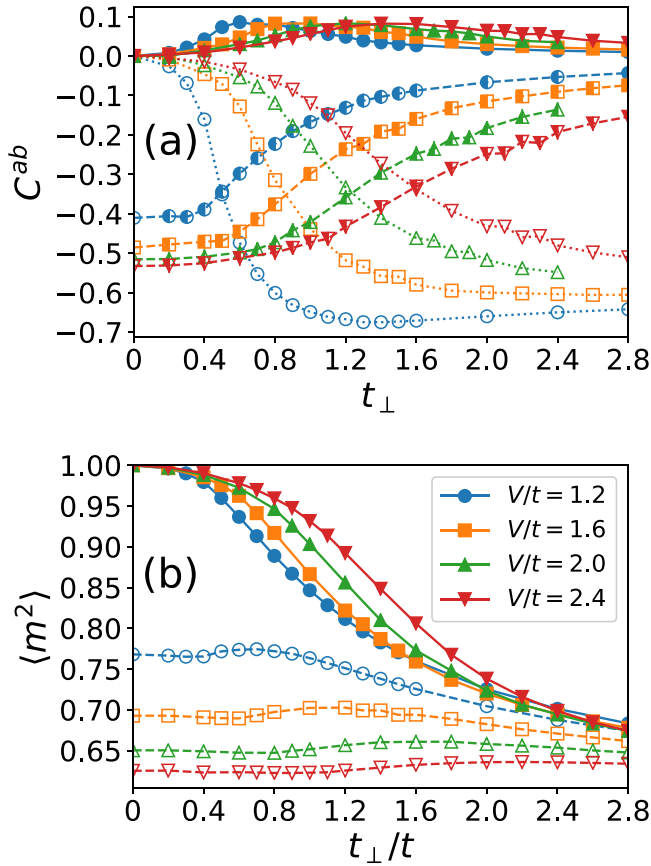 0.1
0.0
−0.1
−0.2
−0.3
−0.4
−0.5
−0.6
−0.7
C^{ab}
(a)
0 0.4 0.8 1.2 1.6 2.0 2.4 2.8
t_⊥
1.00
0.95
0.90
0.85
0.80
0.75
0.70
0.65
⟨m²⟩
(b)
V/t = 1.2
V/t = 1.6
V/t = 2.0
V/t = 2.4
0 0.4 0.8 1.2 1.6 2.0 2.4 2.8
t_⊥/t